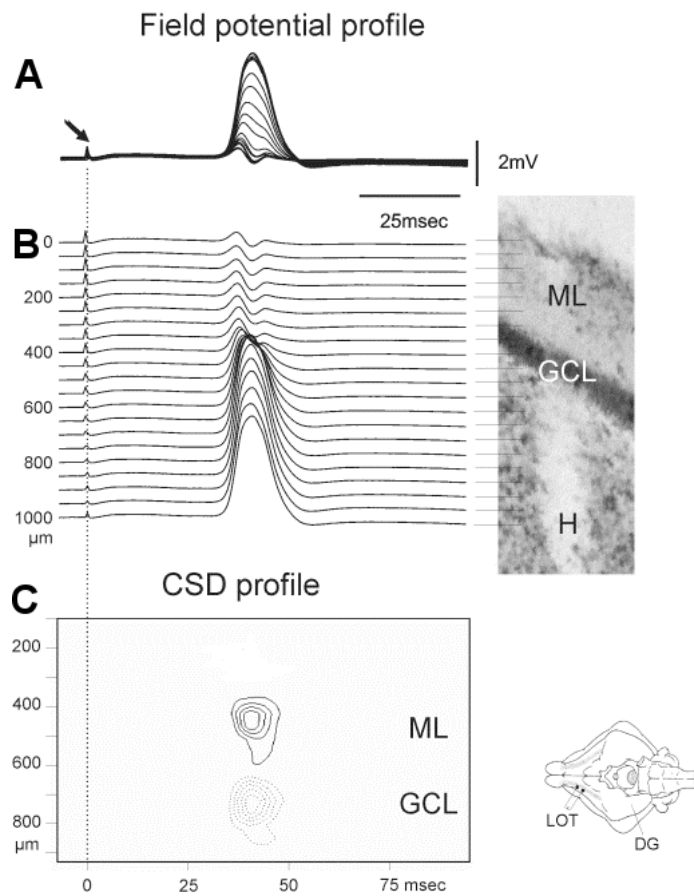 Field potential profile
A
2mV
25msec
B
0
200
400
600
800
1000
µm
ML
GCL
H
CSD profile
C
200
400
600
800
µm
ML
GCL
0 25 50 75 msec
LOT
DG